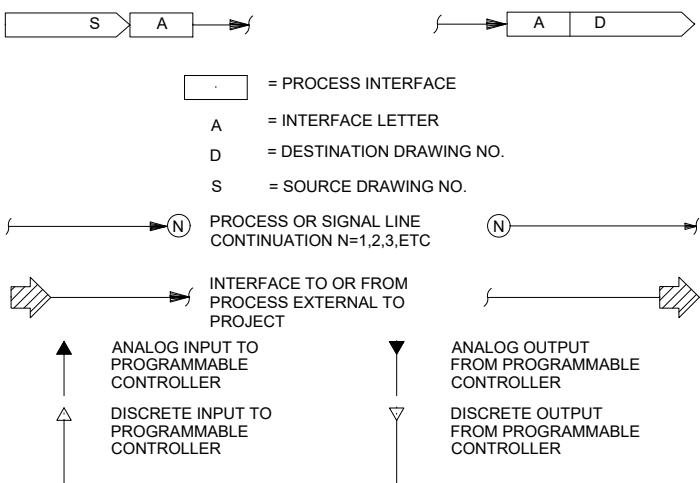 S A
A D
= PROCESS INTERFACE
A = INTERFACE LETTER
D = DESTINATION DRAWING NO.
S = SOURCE DRAWING NO.
N PROCESS OR SIGNAL LINE N
CONTINUATION N=1,2,3,ETC
INTERFACE TO OR FROM
PROCESS EXTERNAL TO
PROJECT
ANALOG INPUT TO
PROGRAMMABLE
CONTROLLER
ANALOG OUTPUT
FROM PROGRAMMABLE
CONTROLLER
DISCRETE INPUT TO
PROGRAMMABLE
CONTROLLER
DISCRETE OUTPUT
FROM PROGRAMMABLE
CONTROLLER